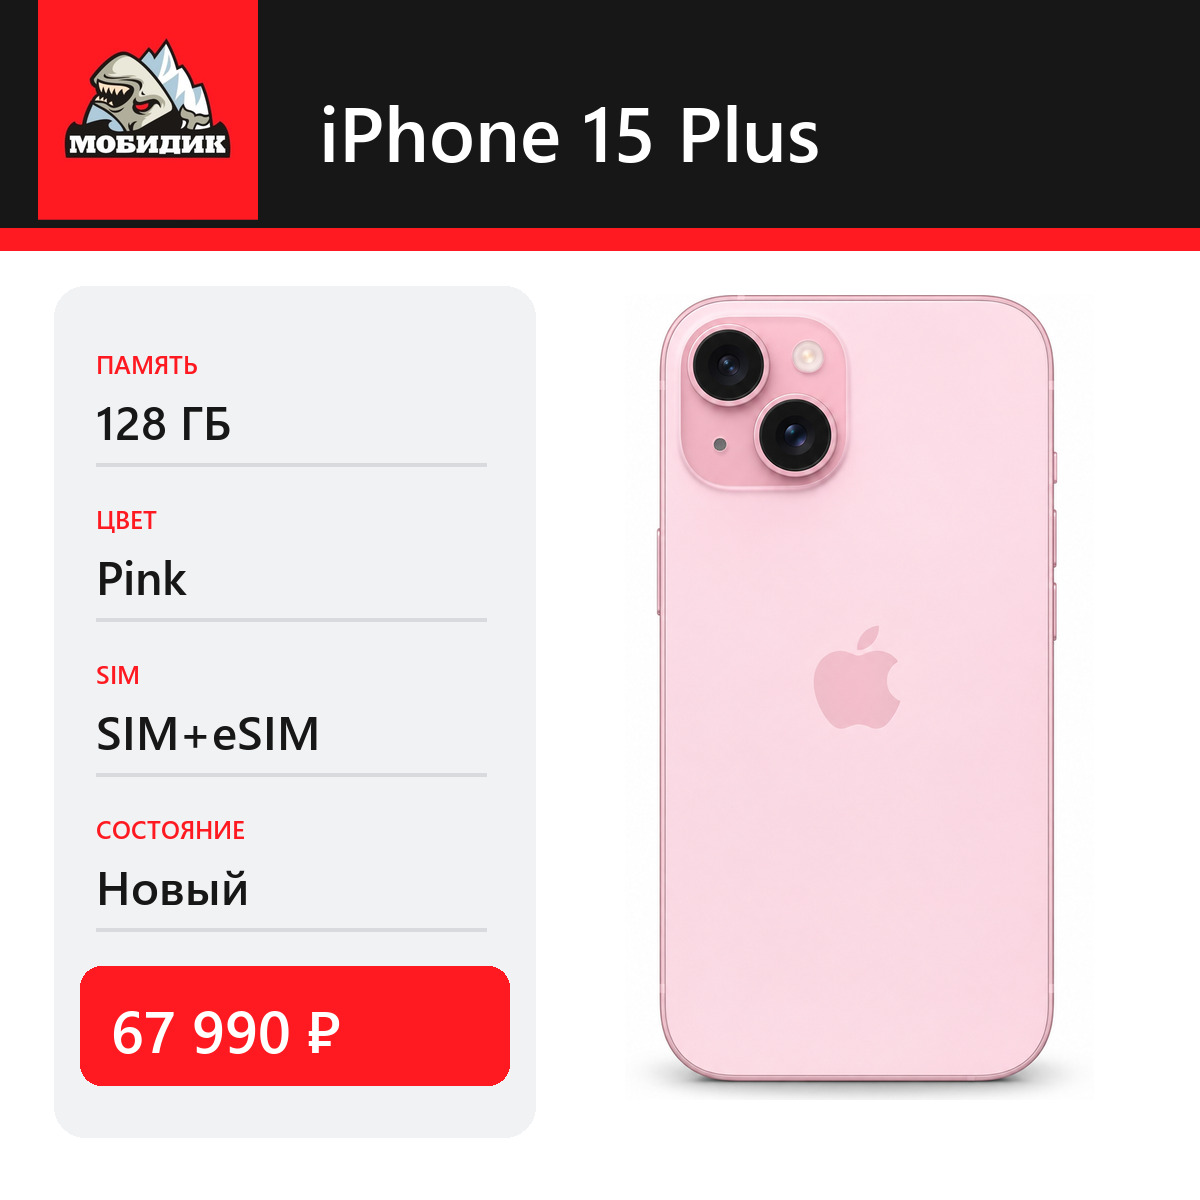 МОБИДИК
iPhone 15 Plus
ПАМЯТЬ
128 ГБ
ЦВЕТ
Pink
SIM
SIM+eSIM
СОСТОЯНИЕ
Новый
67 990 ₽